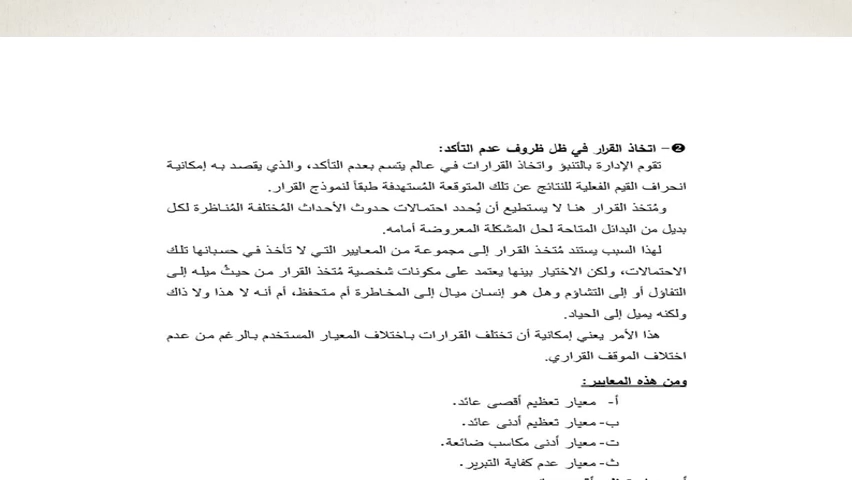 ❷- اتخاذ القرار في ظل ظروف عدم التأكد:
تقوم الإدارة بالتنبؤ واتخاذ القرارات في عالم يتسم بعدم التأكد، والذي يقصد به إمكانية
انحراف القيم الفعلية للنتائج عن تلك المتوقعة المُستهدفة طبقاً لنموذج القرار.
ومُتخذ القرار هنا لا يستطيع أن يُحدد احتمالات حدوث الأحداث المُختلفة المُناظرة لكل
بديل من البدائل المتاحة لحل المشكلة المعروضة أمامه.
لهذا السبب يستند مُتخذ القرار إلى مجموعة من المعايير التي لا تأخذ في حسبانها تلك
الاحتمالات، ولكن الاختيار بينها يعتمد على مكونات شخصية مُتخذ القرار من حيثُ ميله إلى
التفاؤل أو إلى التشاؤم وهل هو إنسان ميال إلى المخاطرة أم متحفظ، أم أنه لا هذا ولا ذاك
ولكنه يميل إلى الحياد.
هذا الأمر يعني إمكانية أن تختلف القرارات باختلاف المعيار المستخدم بالرغم من عدم
اختلاف الموقف القراري.
ومن هذه المعايير:
أ- معيار تعظيم أقصى عائد.
ب- معيار تعظيم أدنى عائد.
ت- معيار أدنى مكاسب ضائعة.
ث- معيار عدم كفاية التبرير.